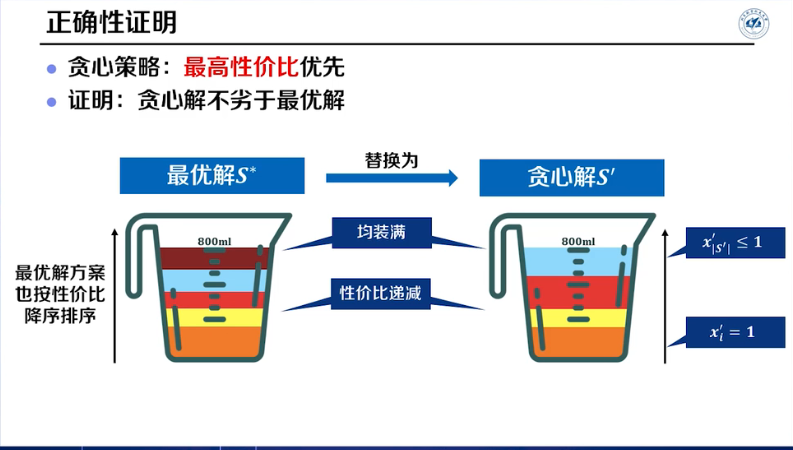 正确性证明
贪心策略：最高性价比优先
证明：贪心解不劣于最优解
最优解S*
替换为
贪心解S′
800ml
均装满
800ml
x′|S′| ≤ 1
最优解方案
也按性价比
降序排序
性价比递减
x′i = 1